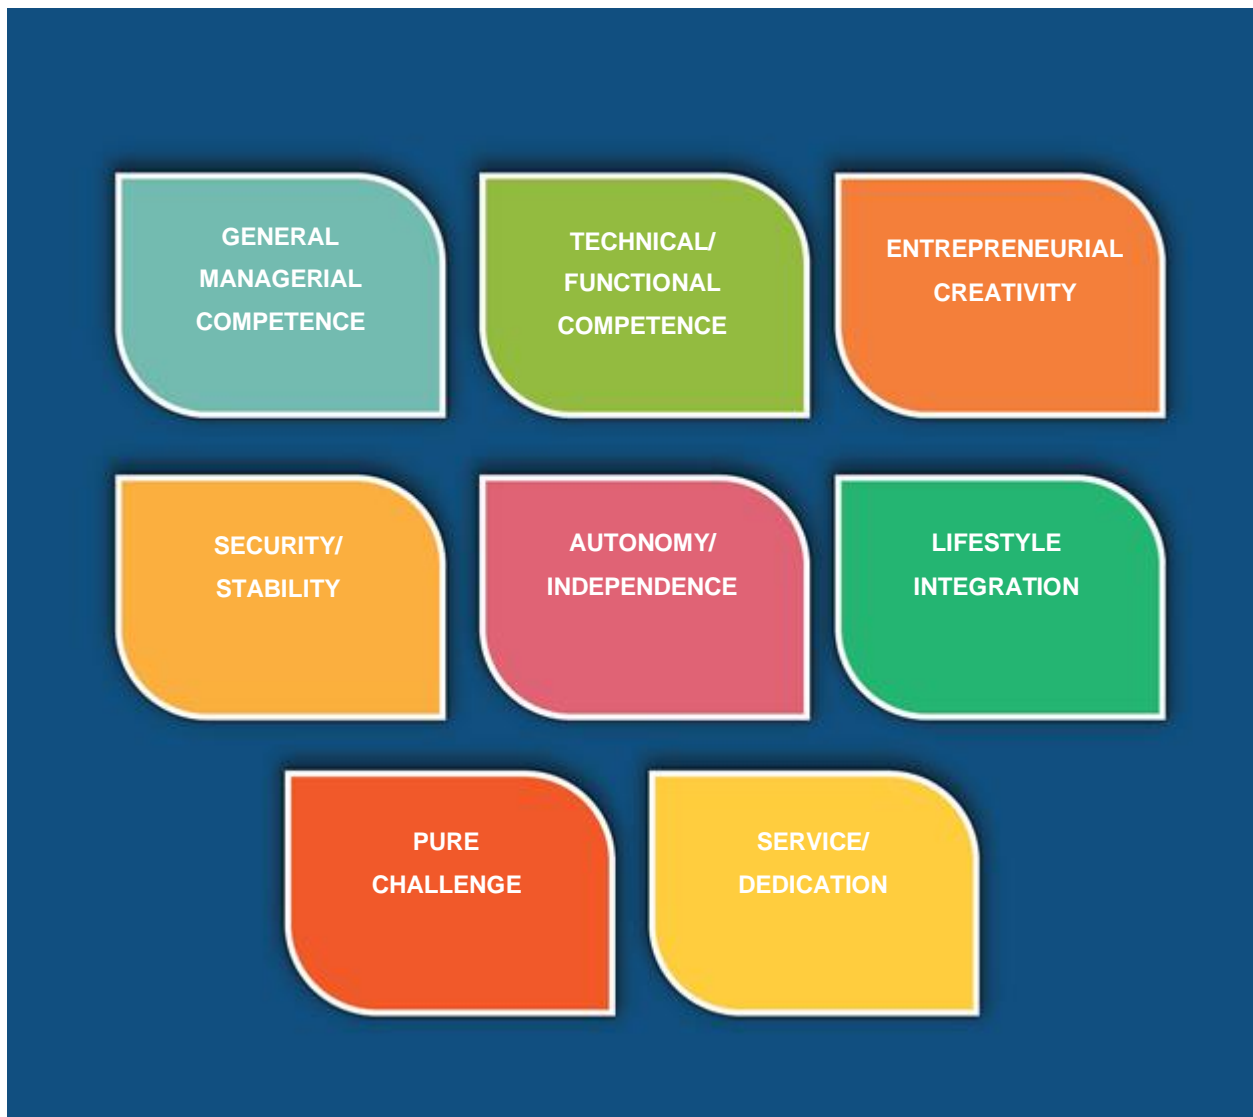 GENERAL
MANAGERIAL
COMPETENCE
TECHNICAL/
FUNCTIONAL
COMPETENCE
ENTREPRENEURIAL
CREATIVITY
SECURITY/
STABILITY
AUTONOMY/
INDEPENDENCE
LIFESTYLE
INTEGRATION
PURE
CHALLENGE
SERVICE/
DEDICATION